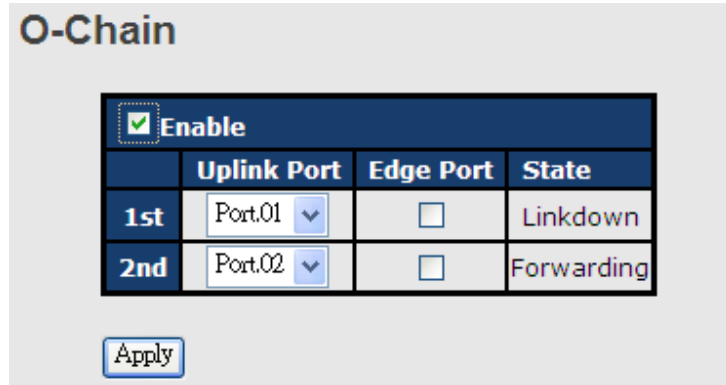 O-Chain
Enable
Uplink Port Edge Port State
1st Port.01 Linkdown
2nd Port.02 Forwarding
Apply